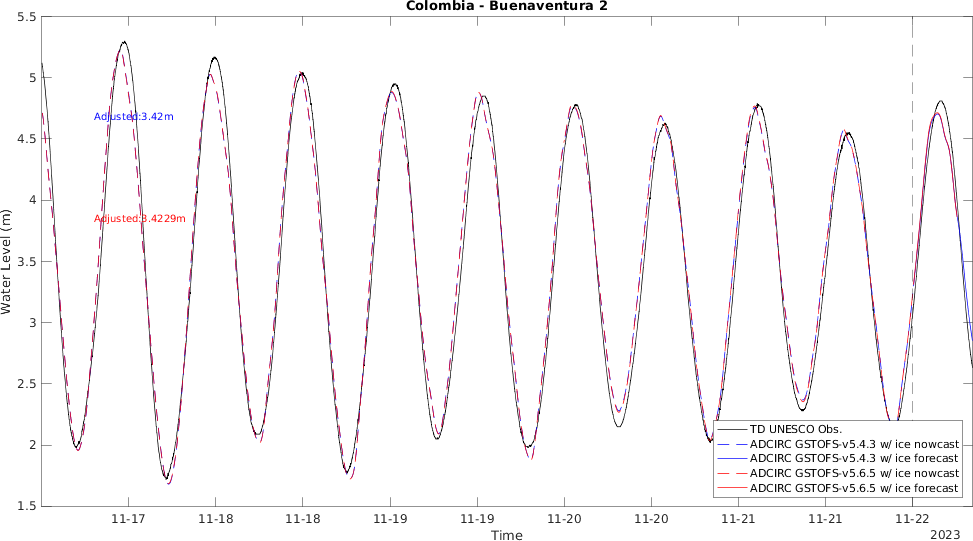 Colombia - Buenaventura 2
5.5
5
4.5
4
3.5
3
2.5
2
1.5
Water Level (m)
Adjusted:3.42m
Adjusted:3.4229m
TD UNESCO Obs.
ADCIRC GSTOFS-v5.4.3 w/ ice nowcast
ADCIRC GSTOFS-v5.4.3 w/ ice forecast
ADCIRC GSTOFS-v5.6.5 w/ ice nowcast
ADCIRC GSTOFS-v5.6.5 w/ ice forecast
11-17 11-18 11-18 11-19 11-19 11-20 11-20 11-21 11-21 11-22
Time
2023